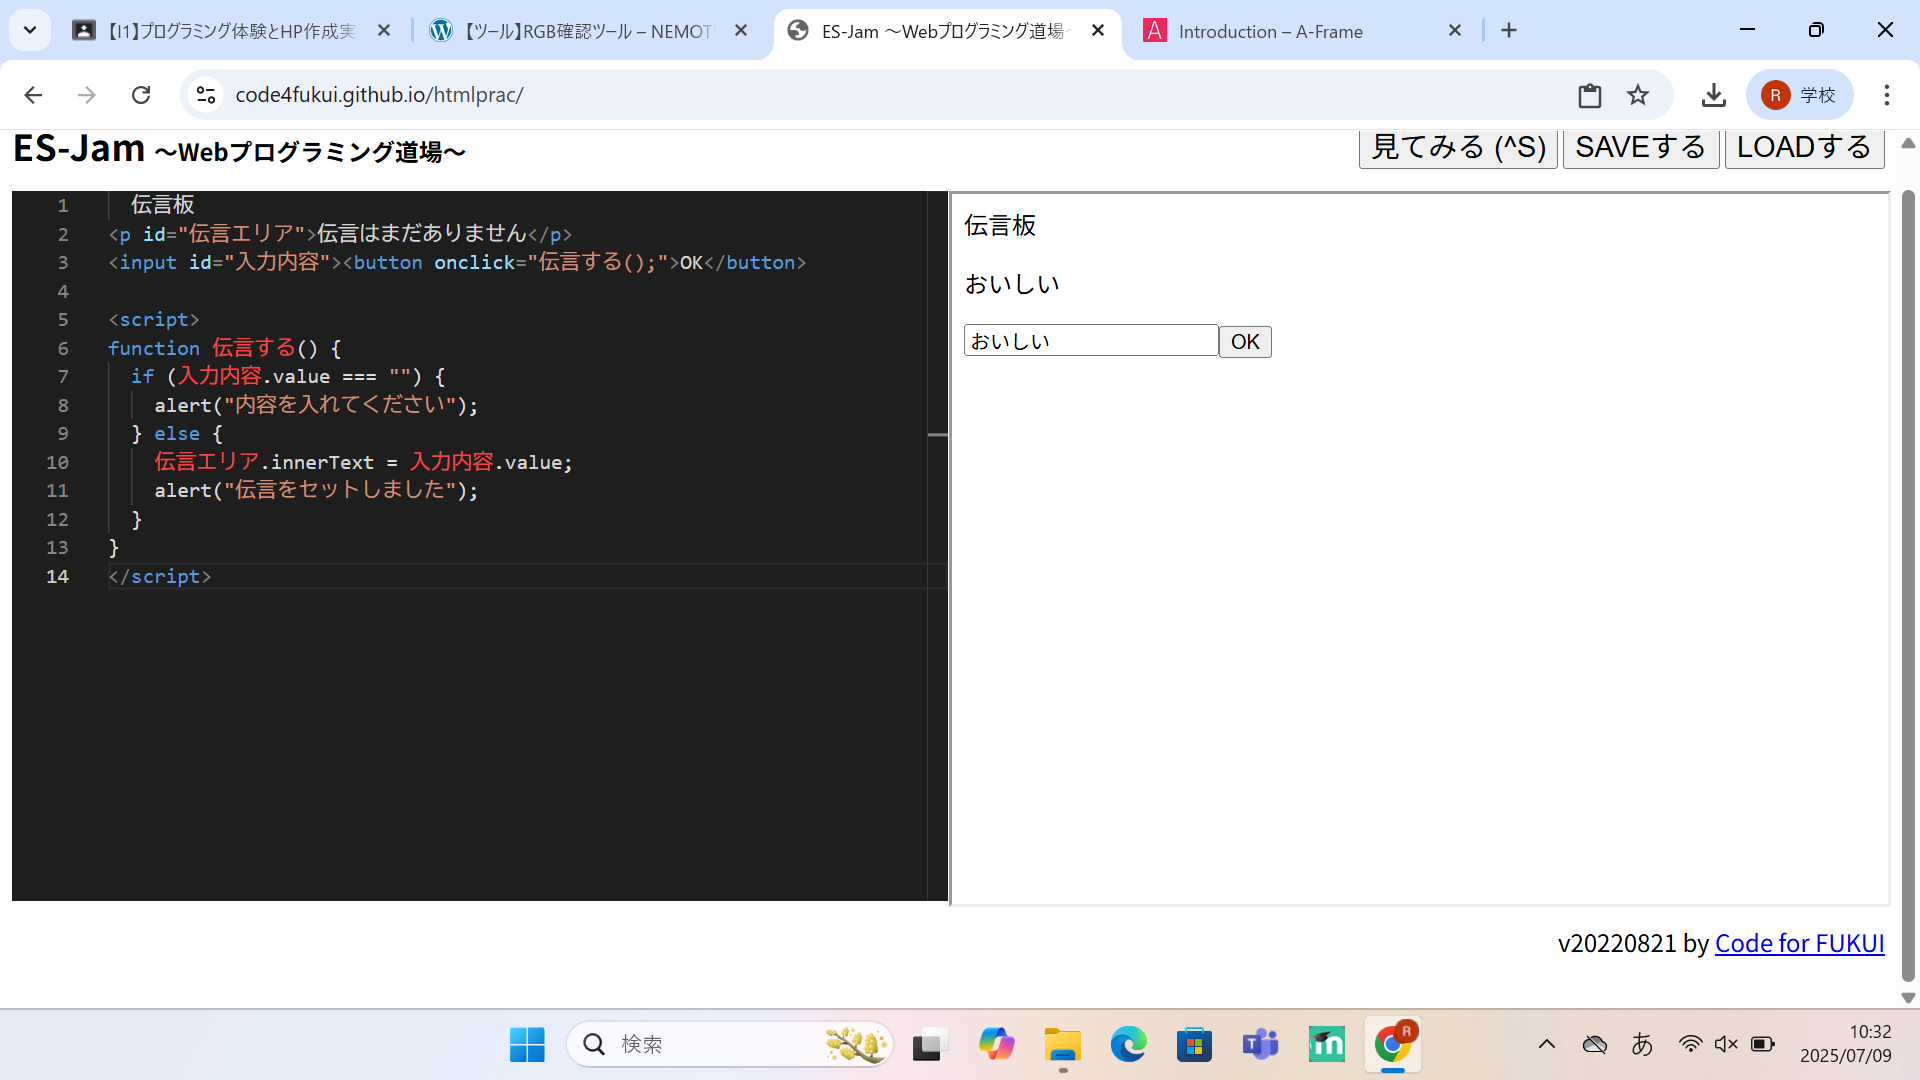 【I1】プログラミング体験とHP作成実
【ツール】RGB確認ツール – NEMOT
ES-Jam ～Webプログラミング道場～
Introduction – A-Frame
code4fukui.github.io/htmlprac/
R 学校
ES-Jam ～Webプログラミング道場～
見てみる (^S) SAVEする LOADする
1 伝言板
2 <p id="伝言エリア">伝言はまだありません</p>
3 <input id="入力内容"><button onclick="伝言する();">OK</button>
4
5 <script>
6 function 伝言する() {
7 if (入力内容.value === "") {
8 alert("内容を入れてください");
9 } else {
10 伝言エリア.innerText = 入力内容.value;
11 alert("伝言をセットしました");
12 }
13 }
14 </script>
伝言板
おいしい
おいしい OK
v20220821 by Code for FUKUI
検索
R
あ
10:32
2025/07/09